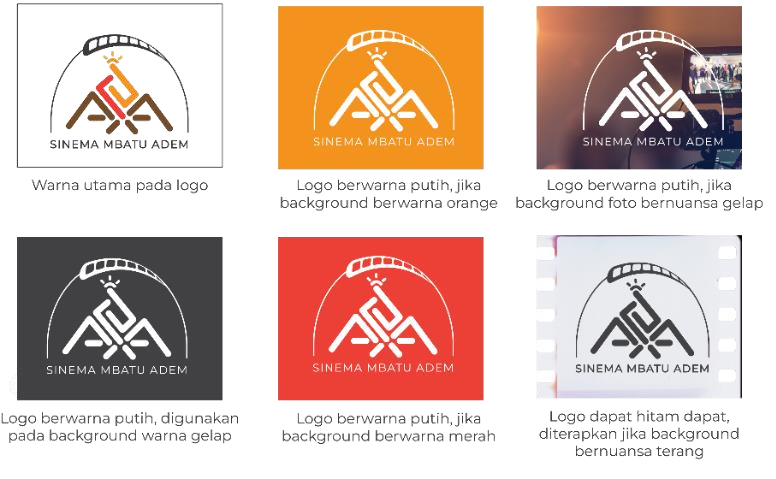 SINEMA MBATU ADEM
SINEMA MBATU ADEM
SINEMA MBATU ADEM
Warna utama pada logo
Logo berwarna putih, jika
background berwarna orange
Logo berwarna putih, jika
background foto bernuansa gelap
SINEMA MBATU ADEM
SINEMA MBATU ADEM
SINEMA MBATU ADEM
Logo berwarna putih, digunakan
pada background warna gelap
Logo berwarna putih, jika
background berwarna merah
Logo dapat hitam dapat,
diterapkan jika background
bernuansa terang